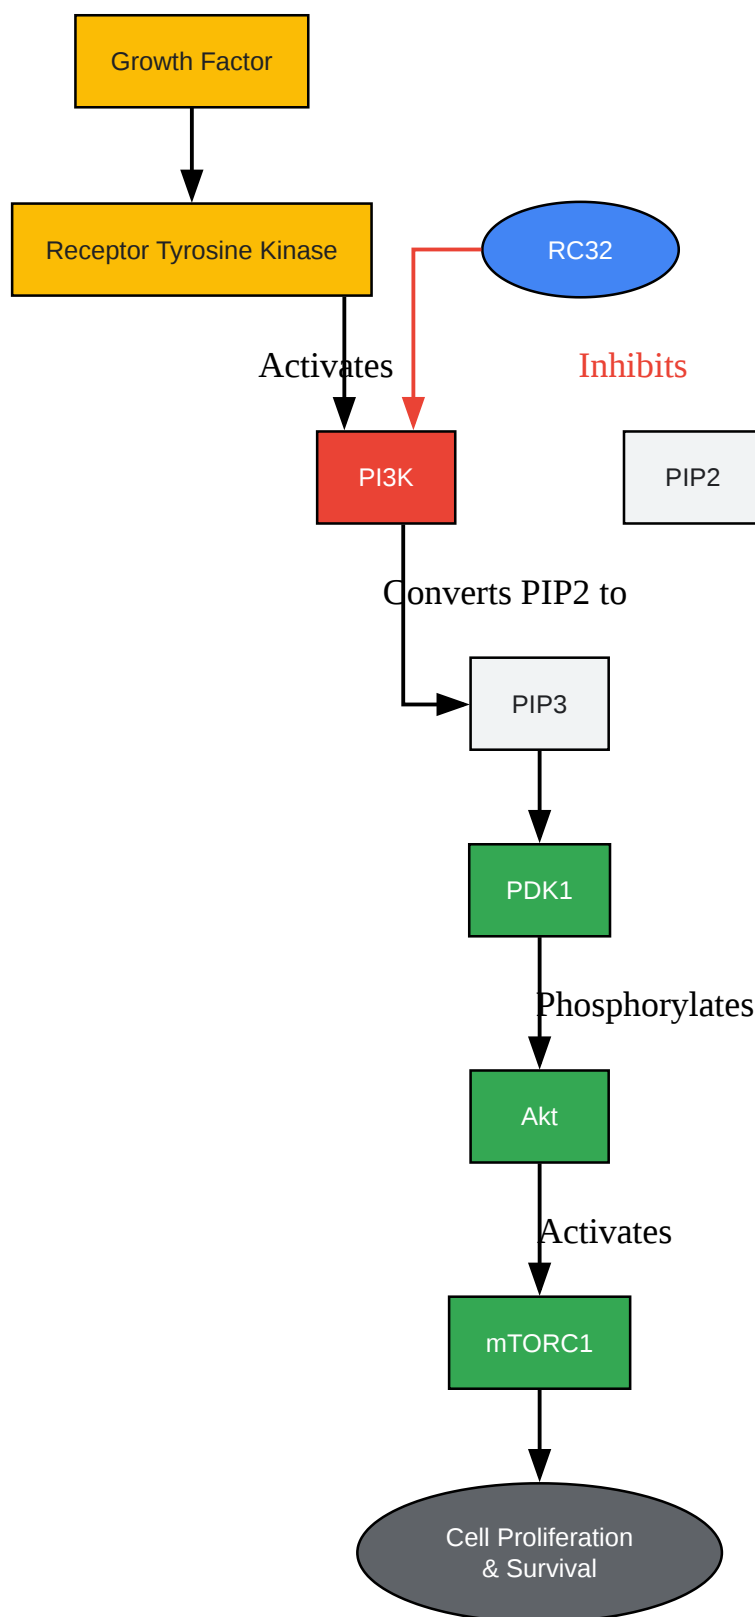 Growth Factor
Receptor Tyrosine Kinase
RC32
Activates
Inhibits
PI3K
PIP2
Converts PIP2 to
PIP3
PDK1
Phosphorylates
Akt
Activates
mTORC1
Cell Proliferation
& Survival